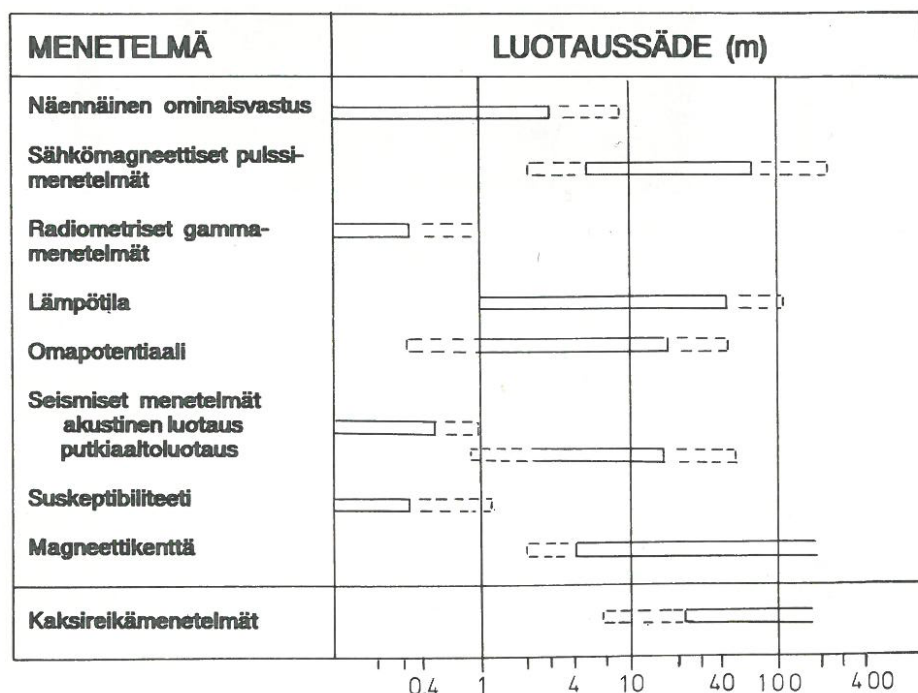 MENETELMÄ
LUOTAUSSÄDE (m)
Näennäinen ominaisvastus
Sähkömagneettiset pulssi-
menetelmät
Radiometriset gamma-
menetelmät
Lämpötila
Omapotentiaali
Seismiset menetelmät
akustinen luotaus
putkiaaltoluotaus
Suskeptibiliteeti
Magneettikenttä
Kaksireikämenetelmät
0.4 1 4 10 40 100 400